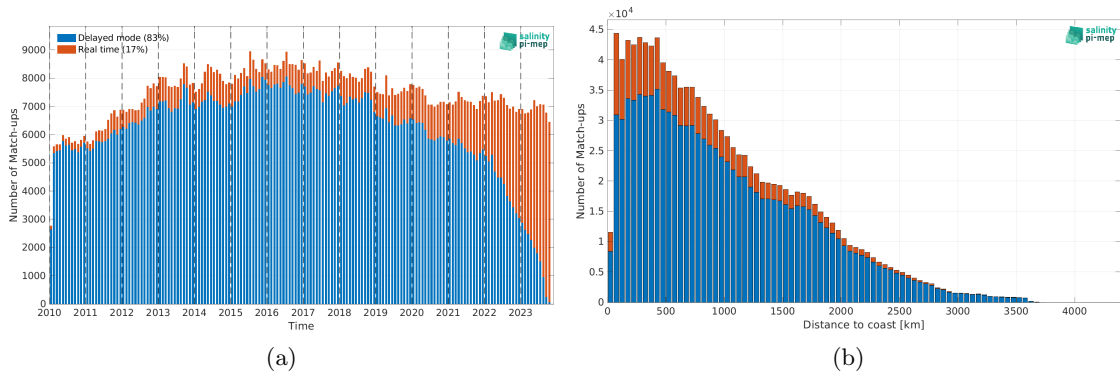 Delayed mode (83%)
Real time (17%)
salinity
pi-mep
Number of Match-ups
9000
8000
7000
6000
5000
4000
3000
2000
1000
0
2010 2011 2012 2013 2014 2015 2016 2017 2018 2019 2020 2021 2022 2023
Time
(a)
×10⁴
salinity
pi-mep
Number of Match-ups
4.5
4
3.5
3
2.5
2
1.5
1
0.5
0
0 500 1000 1500 2000 2500 3000 3500 4000
Distance to coast [km]
(b)